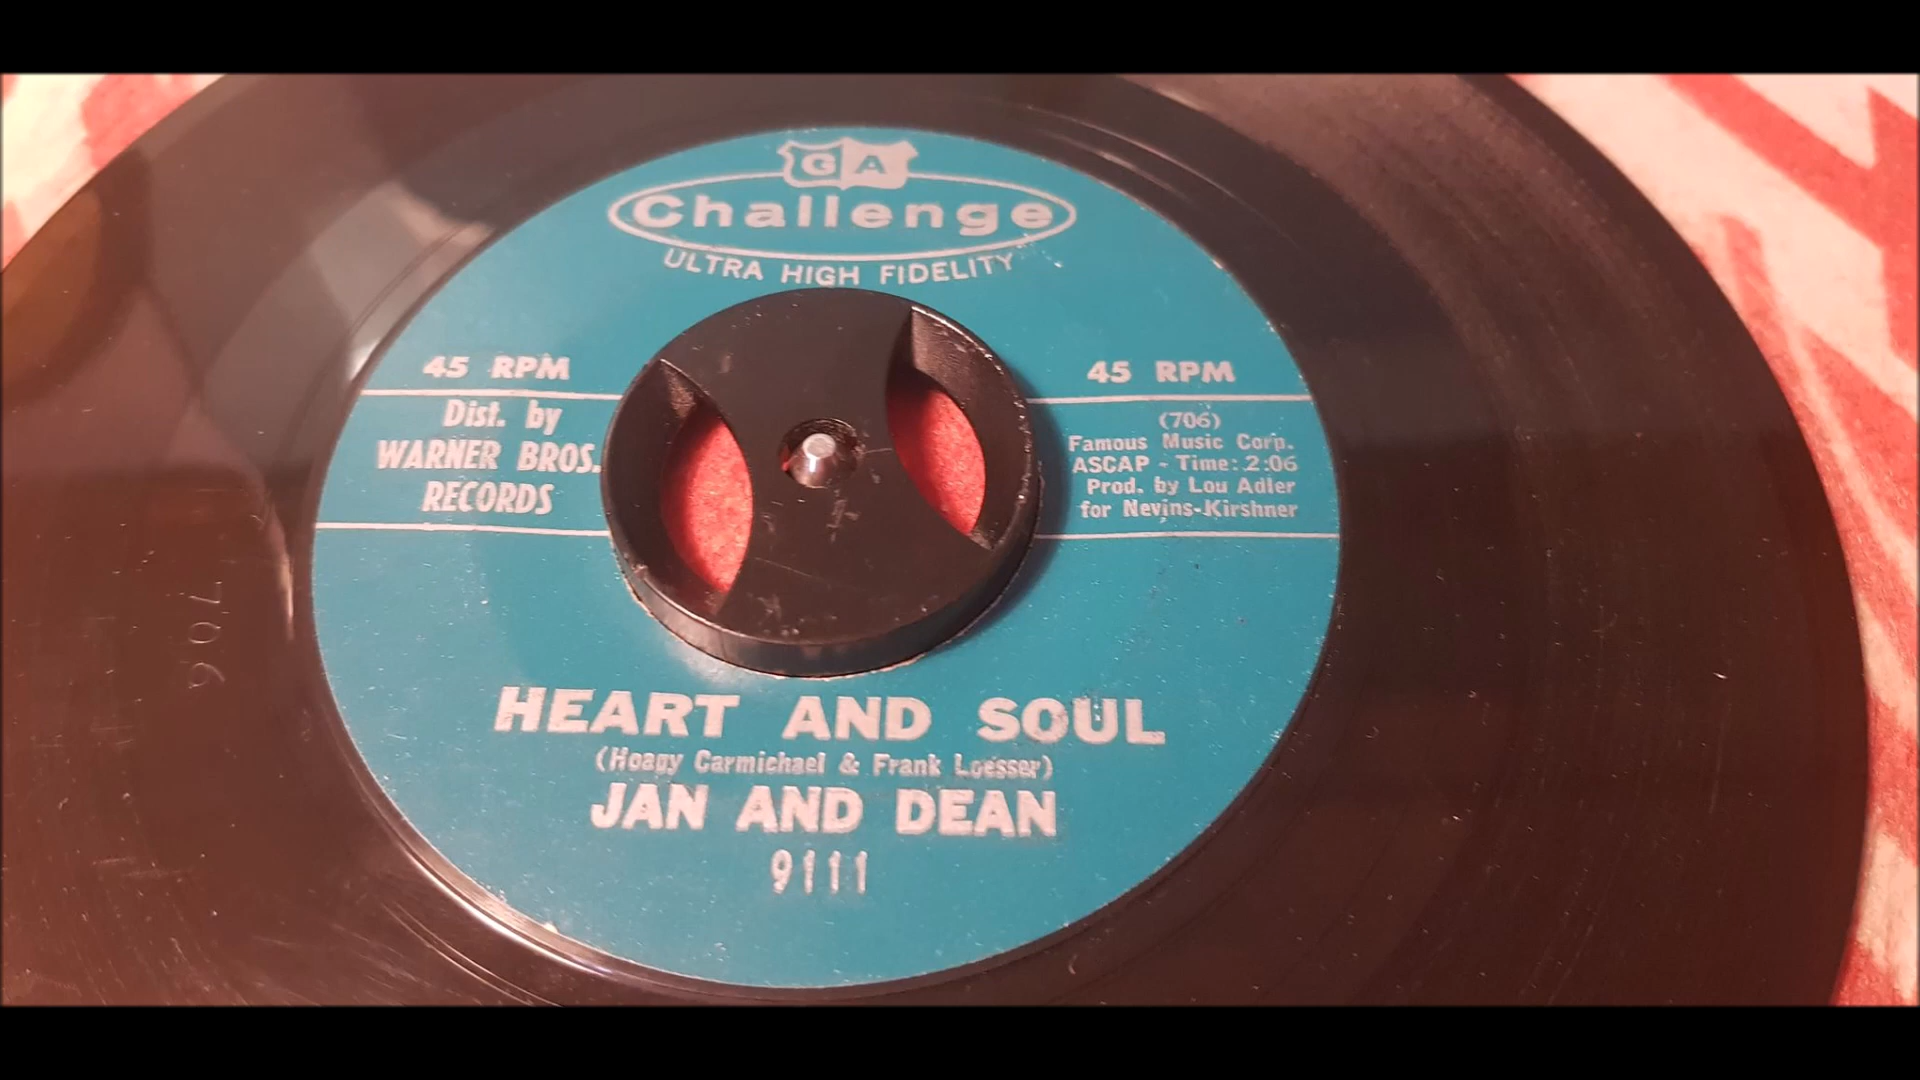 GA
Challenge
ULTRA HIGH FIDELITY
45 RPM
45 RPM
Dist. by
WARNER BROS.
RECORDS
(706)
Famous Music Corp.
ASCAP - Time: 2:06
Prod. by Lou Adler
for Nevins-Kirshner
706
HEART AND SOUL
(Hoagy Carmichael & Frank Loesser)
JAN AND DEAN
9111